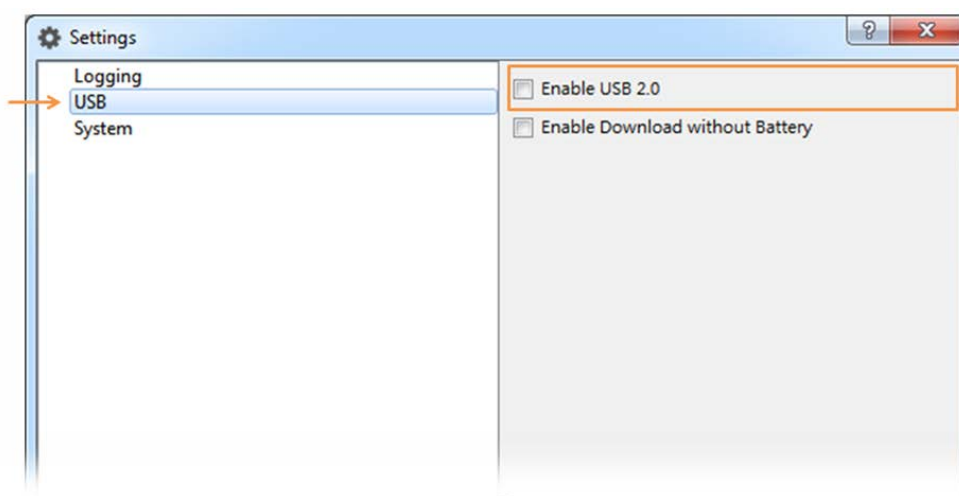 Settings
Logging
USB
System
Enable USB 2.0
Enable Download without Battery